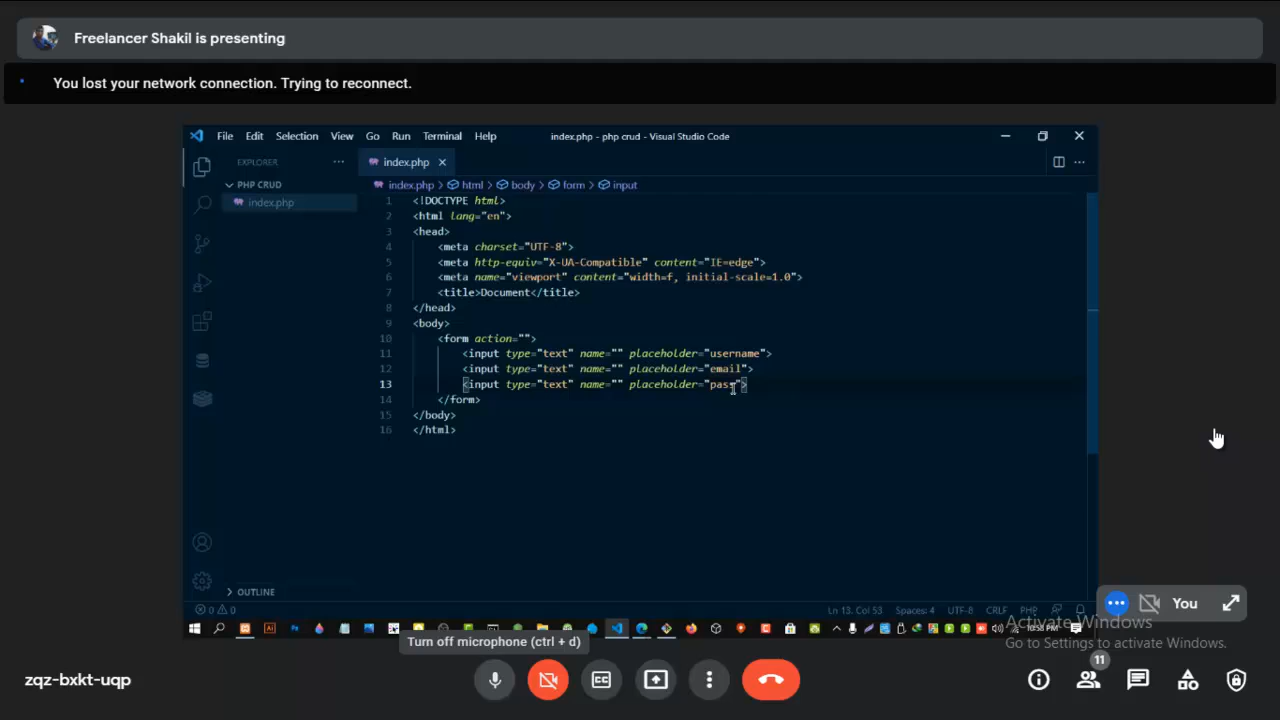 Freelancer Shakil is presenting
You lost your network connection. Trying to reconnect.
File Edit Selection View Go Run Terminal Help
index.php - php crud - Visual Studio Code
EXPLORER
index.php
PHP CRUD
index.php
index.php > html > body > form > input
1 <!DOCTYPE html>
2 <html lang="en">
3 <head>
4 <meta charset="UTF-8">
5 <meta http-equiv="X-UA-Compatible" content="IE=edge">
6 <meta name="viewport" content="width=f, initial-scale=1.0">
7 <title>Document</title>
8 </head>
9 <body>
10 <form action="">
11 <input type="text" name="" placeholder="username">
12 <input type="text" name="" placeholder="email">
13 <input type="text" name="" placeholder="pass">
14 </form>
15 </body>
16 </html>
OUTLINE
0 0
Ln 13, Col 53 Spaces: 4 UTF-8 CRLF PHP
You
Activate Windows
Go to Settings to activate Windows.
10:58 PM
Turn off microphone (ctrl + d)
zqz-bxkt-uqp
11